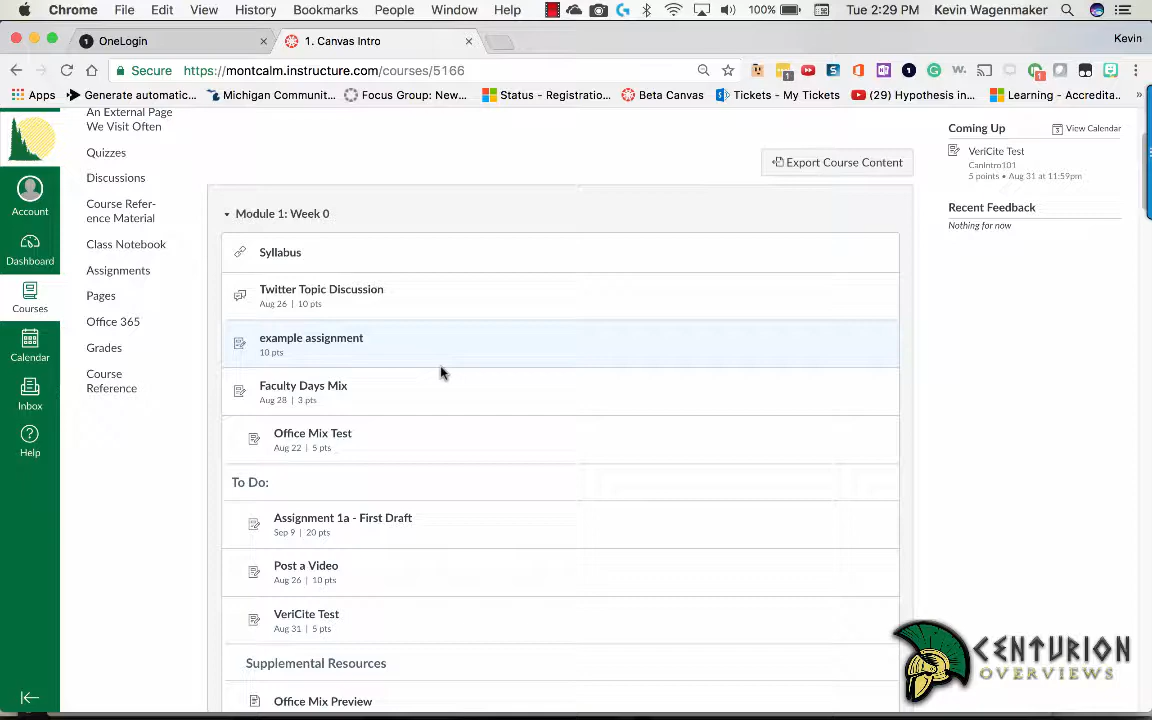 Chrome File Edit View History Bookmarks People Window Help 100% Tue 2:29 PM Kevin Wagenmaker
OneLogin
1. Canvas Intro
Kevin
Secure https://montcalm.instructure.com/courses/5166
Apps Generate automatic... Michigan Communit... Focus Group: New... Status - Registratio... Beta Canvas Tickets - My Tickets (29) Hypothesis in... Learning - Accredita.. »
An External Page
We Visit Often
Quizzes
Discussions
Course Refer-
ence Material
Class Notebook
Assignments
Pages
Office 365
Grades
Course
Reference
Account
Dashboard
Courses
Calendar
Inbox
Help
Export Course Content
Module 1: Week 0
Syllabus
Twitter Topic Discussion
Aug 26 | 10 pts
example assignment
10 pts
Faculty Days Mix
Aug 28 | 3 pts
Office Mix Test
Aug 22 | 5 pts
To Do:
Assignment 1a - First Draft
Sep 9 | 20 pts
Post a Video
Aug 26 | 10 pts
VeriCite Test
Aug 31 | 5 pts
Supplemental Resources
Office Mix Preview
Coming Up
View Calendar
VeriCite Test
CanIntro101
5 points • Aug 31 at 11:59pm
Recent Feedback
Nothing for now
CENTURION
OVERVIEWS